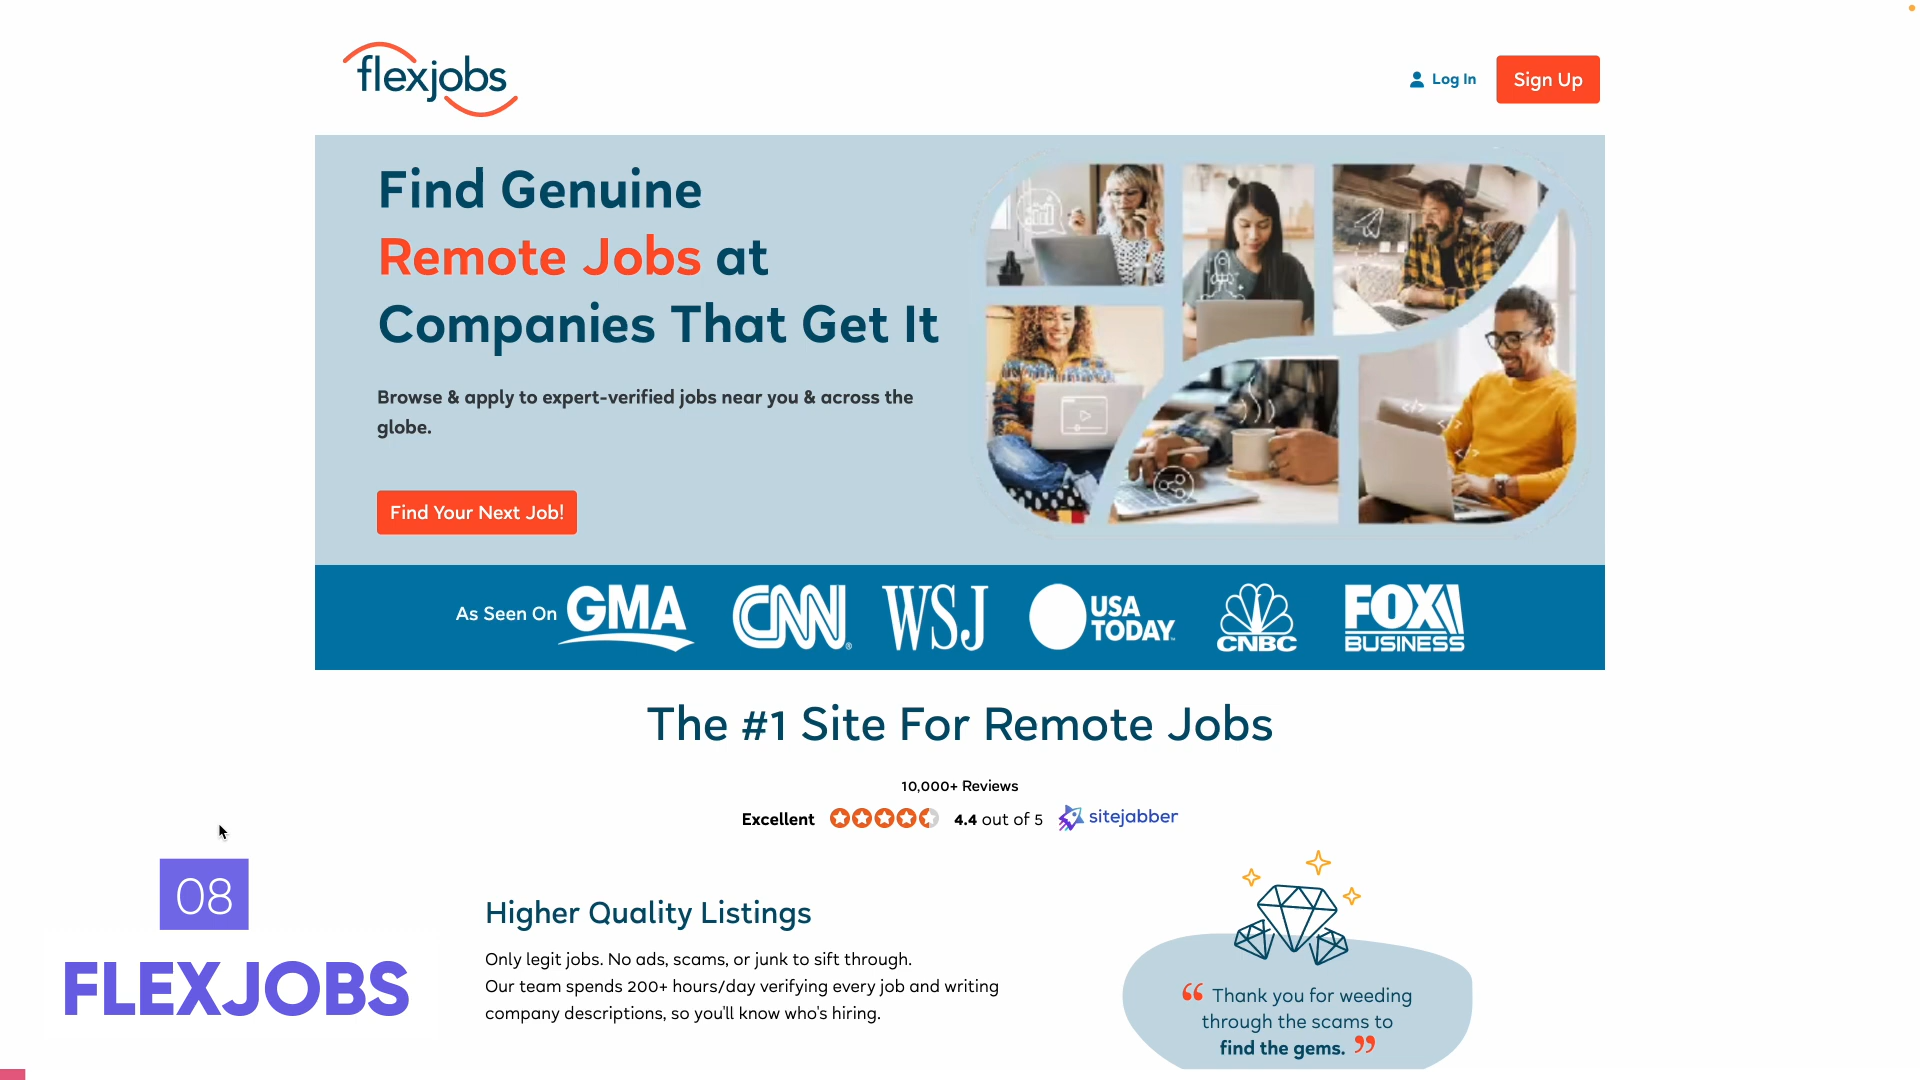 flexjobs
Log In
Sign Up
Find Genuine
Remote Jobs at
Companies That Get It
Browse & apply to expert-verified jobs near you & across the
globe.
Find Your Next Job!
As Seen On
GMA
CNN
WSJ
USA
TODAY
CNBC
FOX
BUSINESS
The #1 Site For Remote Jobs
10,000+ Reviews
Excellent
4.4 out of 5
sitejabber
08
FLEXJOBS
Higher Quality Listings
Only legit jobs. No ads, scams, or junk to sift through.
Our team spends 200+ hours/day verifying every job and writing
company descriptions, so you'll know who's hiring.
“ Thank you for weeding
through the scams to
find the gems. ”